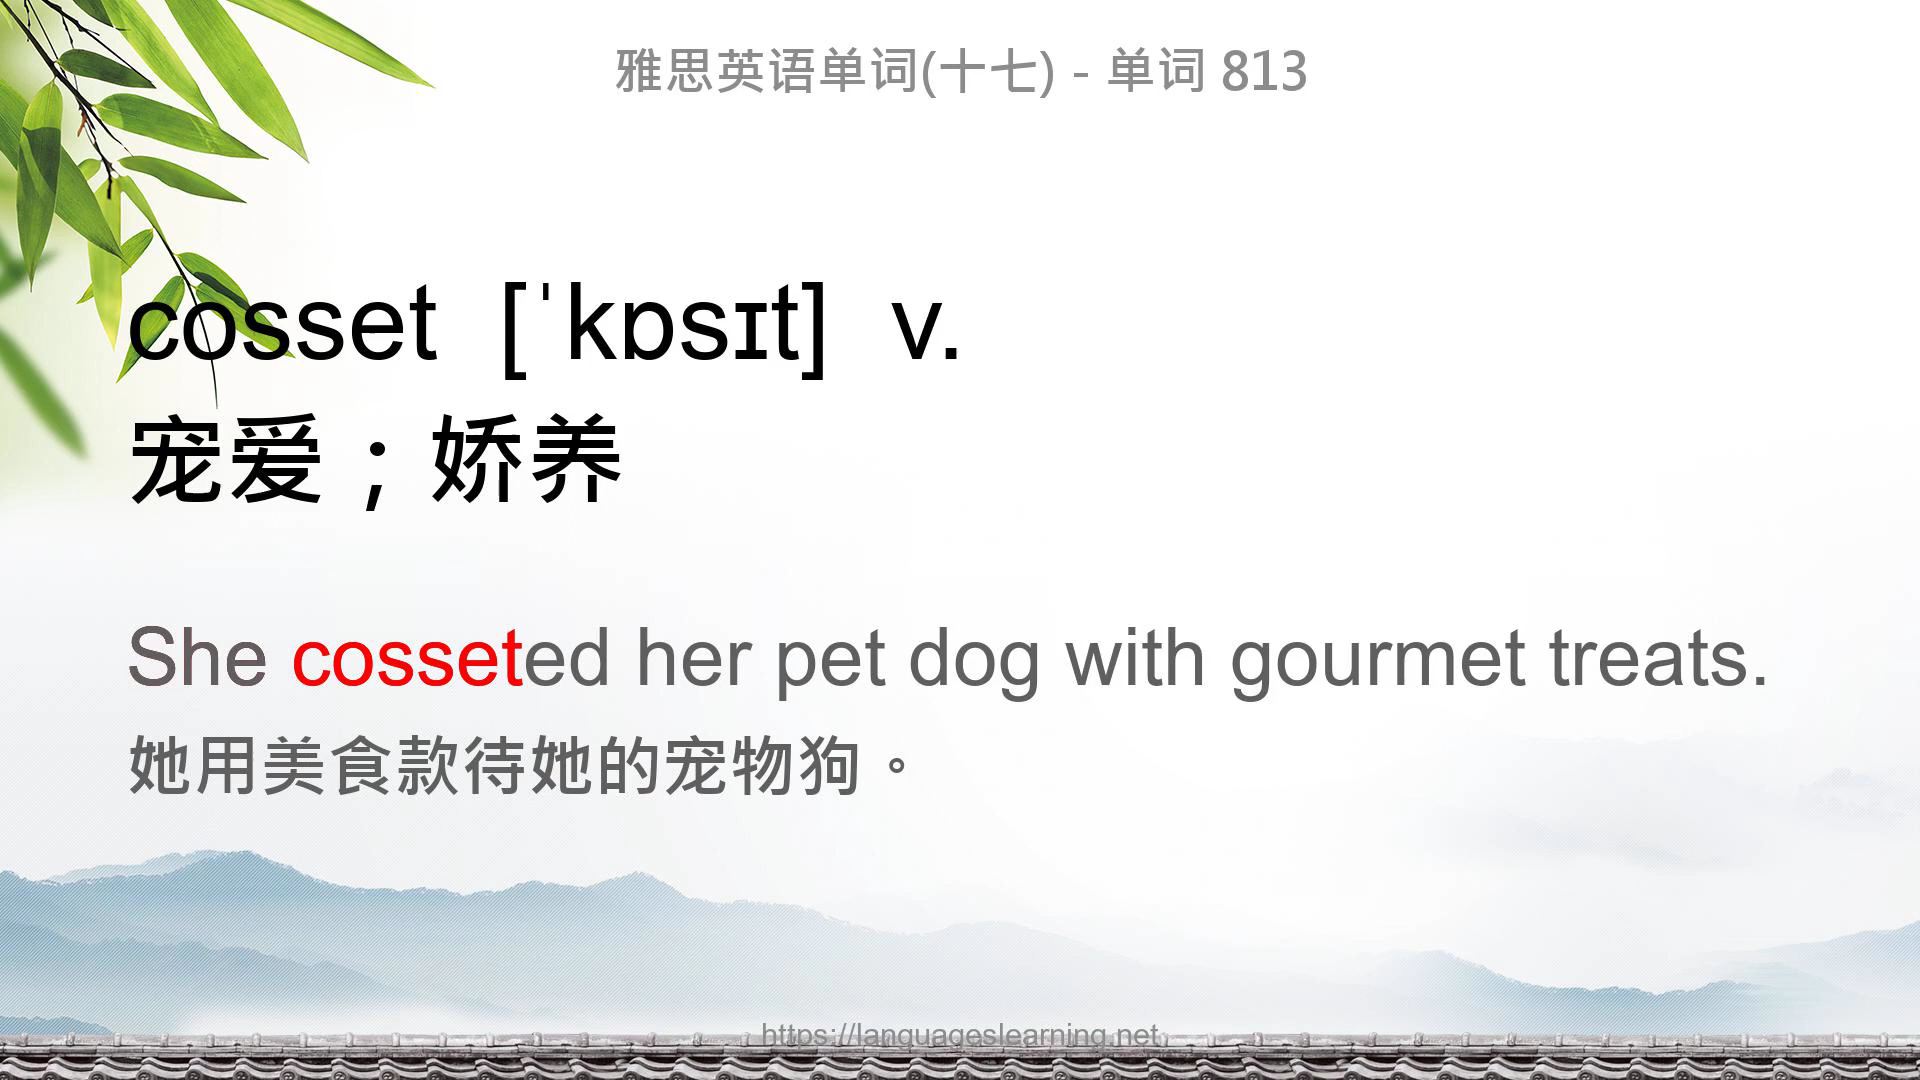 雅思英语单词(十七) - 单词 813
cosset [ˈkɒsɪt] v.
宠爱；娇养
She cosseted her pet dog with gourmet treats.
她用美食款待她的宠物狗。
https://languageslearning.net